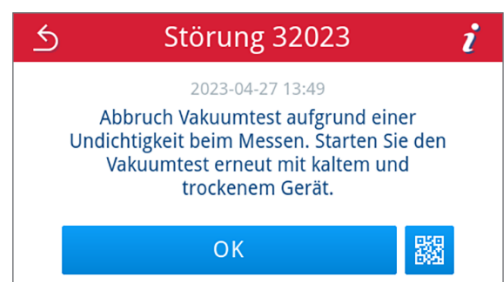 Störung 32023
i
2023-04-27 13:49
Abbruch Vakuumtest aufgrund einer
Undichtigkeit beim Messen. Starten Sie den
Vakuumtest erneut mit kaltem und
trockenem Gerät.
OK